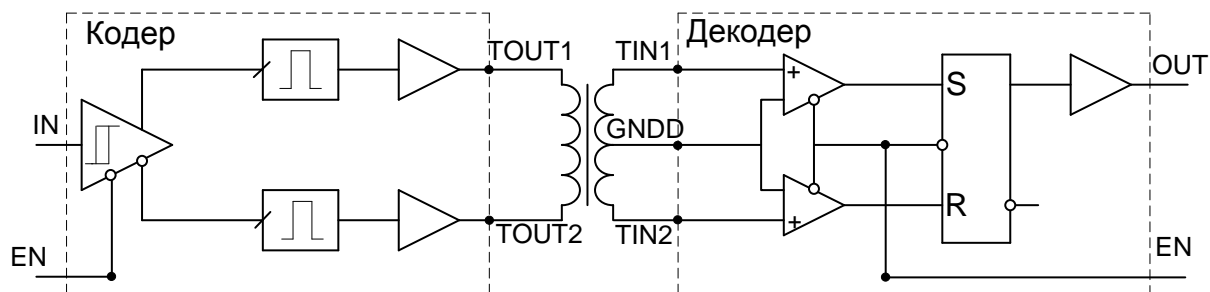 Кодер
Декодер
TOUT1
TIN1
OUT
IN
S
GNDD
R
TOUT2
TIN2
EN
EN